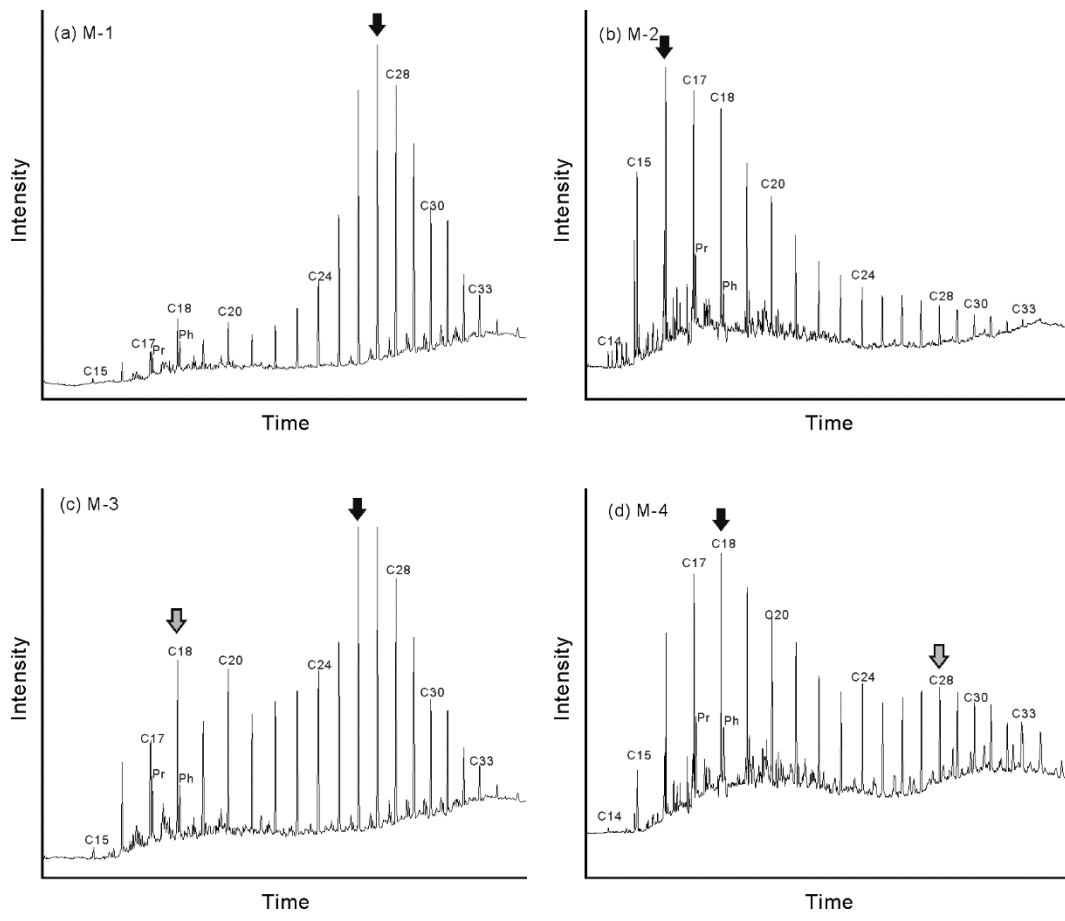 (a) M-1
C15
C17
Pr
C18
Ph
C20
C24
C28
C30
C33
Intensity
Time
(b) M-2
C14
C15
C17
Pr
C18
Ph
C20
C24
C28
C30
C33
Intensity
Time
(c) M-3
C15
C17
Pr
C18
Ph
C20
C24
C28
C30
C33
Intensity
Time
(d) M-4
C14
C15
C17
Pr
C18
Ph
C20
C24
C28
C30
C33
Intensity
Time